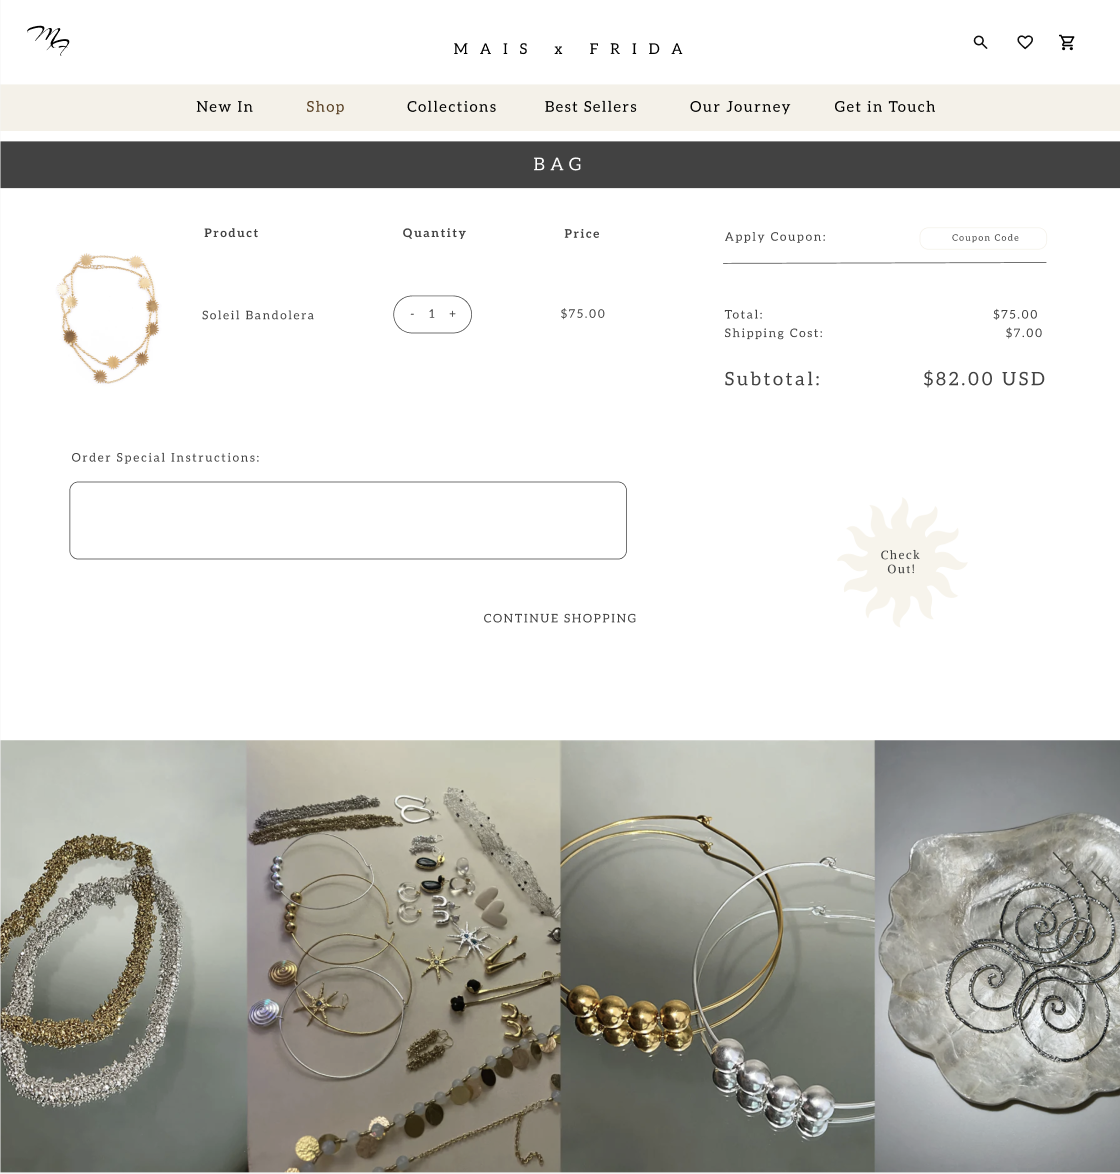 MF
MAIS x FRIDA
New In Shop Collections Best Sellers Our Journey Get in Touch
BAG
Product Quantity Price
Soleil Bandolera - 1 + $75.00
Apply Coupon: Coupon Code
Total: $75.00
Shipping Cost: $7.00
Subtotal: $82.00 USD
Order Special Instructions:
Check
Out!
CONTINUE SHOPPING